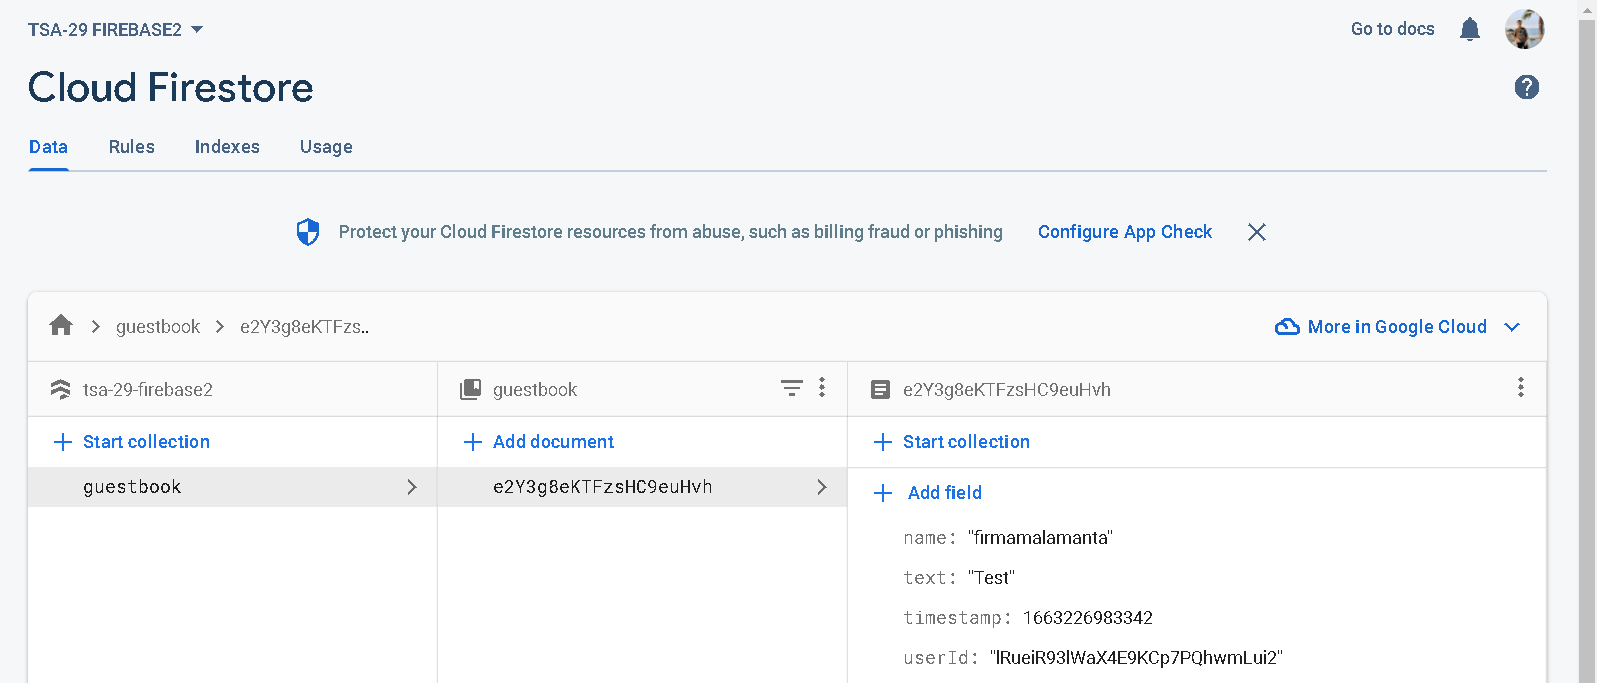 TSA-29 FIREBASE2
Go to docs
Cloud Firestore
Data Rules Indexes Usage
Protect your Cloud Firestore resources from abuse, such as billing fraud or phishing Configure App Check
guestbook e2Y3g8eKTFzs..
More in Google Cloud
tsa-29-firebase2
guestbook
e2Y3g8eKTFzsHC9euHvh
Start collection
Add document
Start collection
guestbook
e2Y3g8eKTFzsHC9euHvh
Add field
name: "firmamalamanta"
text: "Test"
timestamp: 1663226983342
userId: "lRueiR93lWaX4E9KCp7PQhwmLui2"